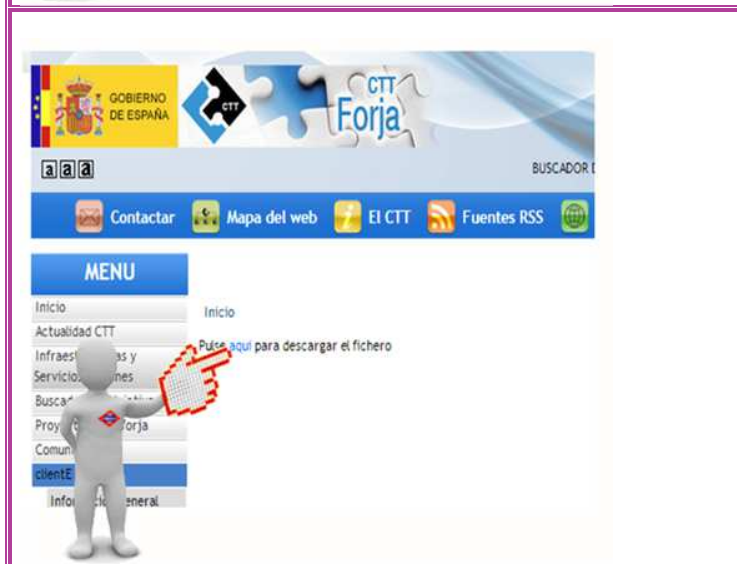 GOBIERNO
DE ESPAÑA
CTT
CTT
Forja
a a a
BUSCADOR
Contactar
Mapa del web
El CTT
Fuentes RSS
MENU
Inicio
Actualidad CTT
Inicio
Pulse aquí para descargar el fichero